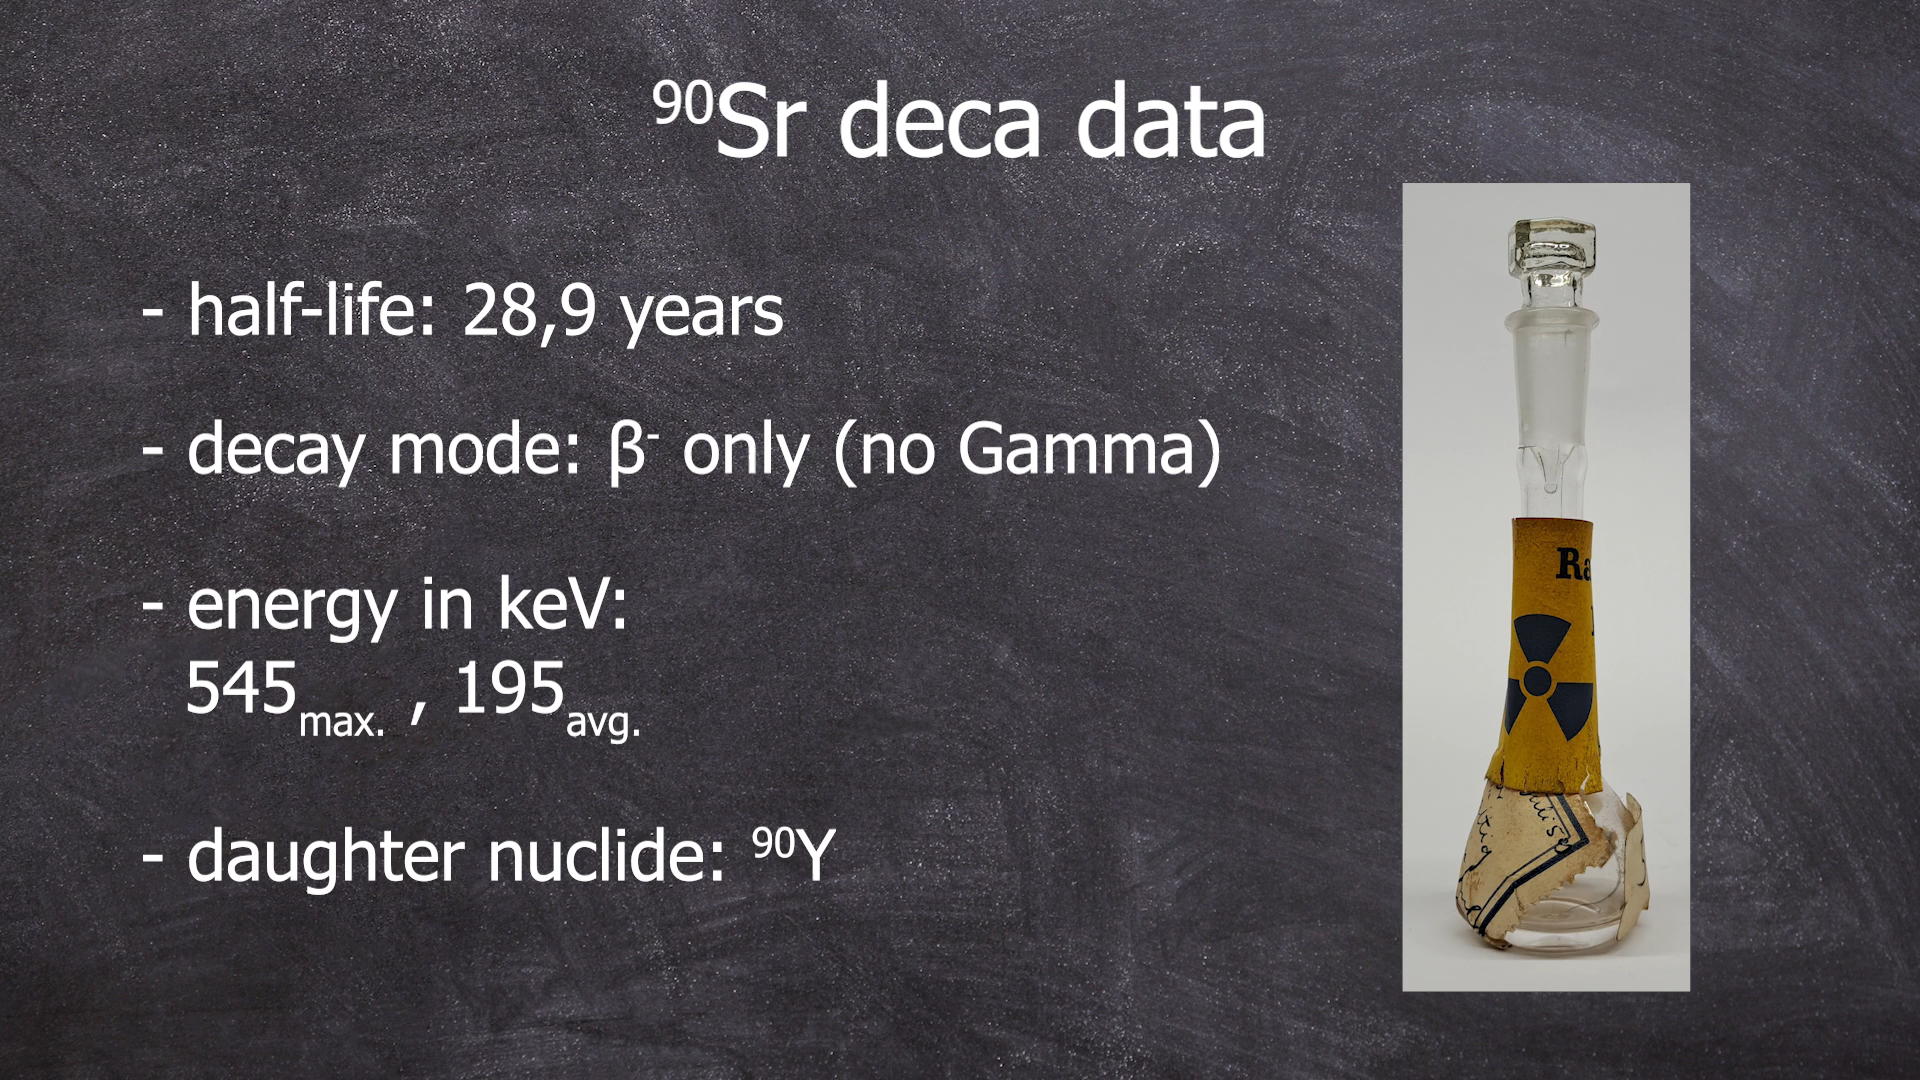 ⁹⁰Sr deca data
- half-life: 28,9 years
- decay mode: β⁻ only (no Gamma)
- energy in keV:
545max. , 195avg.
- daughter nuclide: ⁹⁰Y
Ra